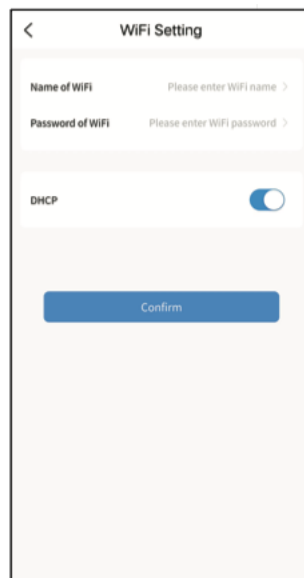 WiFi Setting
Name of WiFi Please enter WiFi name
Password of WiFi Please enter WiFi password
DHCP
Confirm